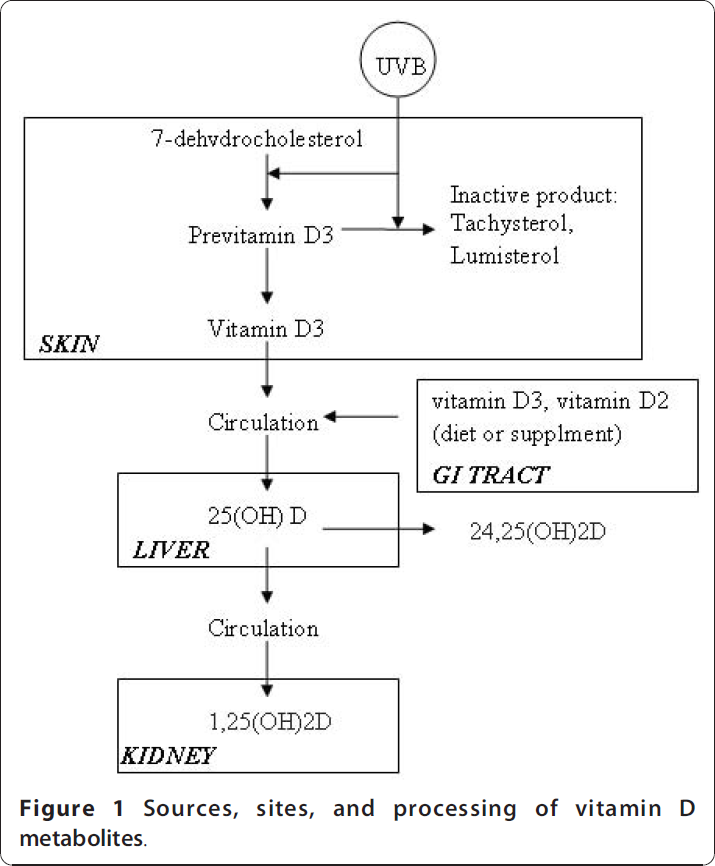 UVB
7-dehvdrocholesterol
Inactive product:
Tachysterol,
Lumisterol
Previtamin D3
Vitamin D3
SKIN
vitamin D3, vitamin D2
(diet or supplment)
GI TRACT
Circulation
25(OH) D
24,25(OH)2D
LIVER
Circulation
1,25(OH)2D
KIDNEY
Figure 1 Sources, sites, and processing of vitamin D
metabolites.